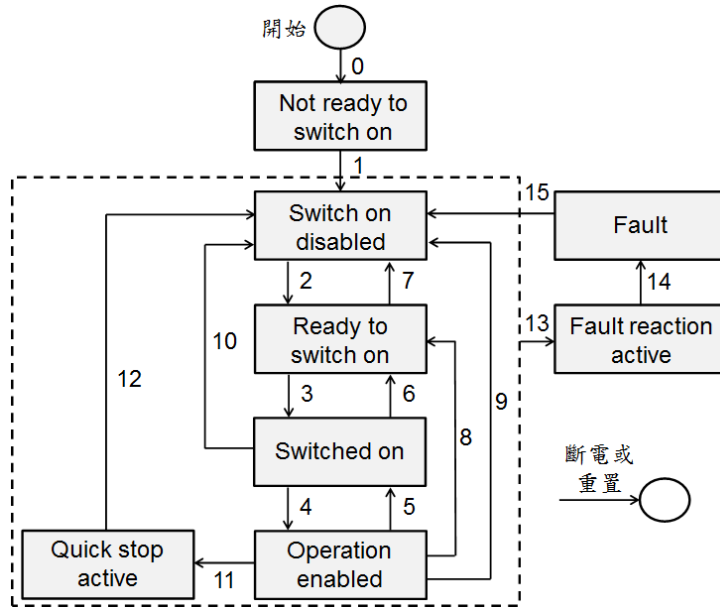 開始
0
Not ready to
switch on
1
Switch on
disabled
15
Fault
2
7
14
Ready to
switch on
13
Fault reaction
active
10
12
3
6
8
9
Switched on
斷電或
重置
4
5
Quick stop
active
11
Operation
enabled